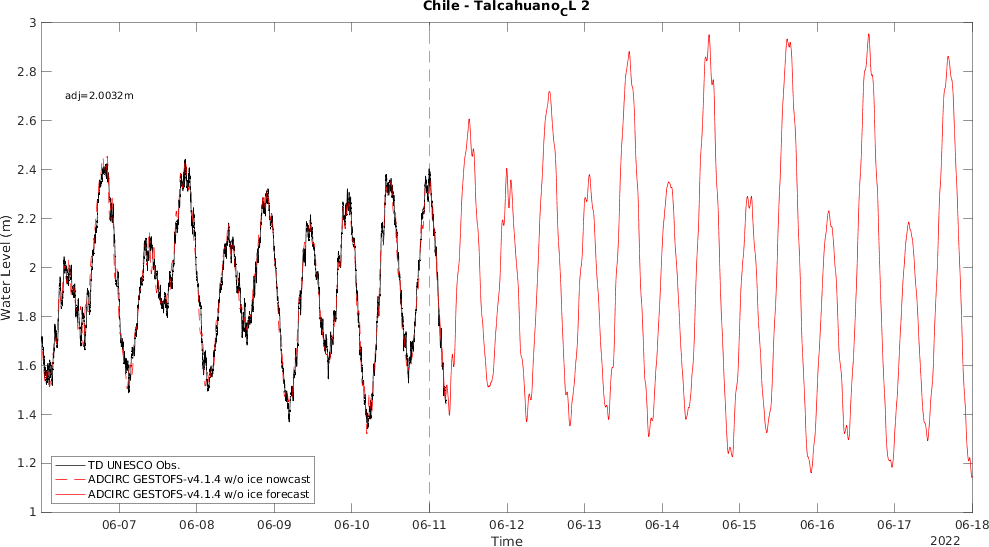 Chile - Talcahuano_CL 2
3
2.8
2.6
2.4
2.2
2
1.8
1.6
1.4
1.2
1
Water Level (m)
adj=2.0032m
TD UNESCO Obs.
ADCIRC GESTOFS-v4.1.4 w/o ice nowcast
ADCIRC GESTOFS-v4.1.4 w/o ice forecast
06-07 06-08 06-09 06-10 06-11 06-12 06-13 06-14 06-15 06-16 06-17 06-18
Time
2022